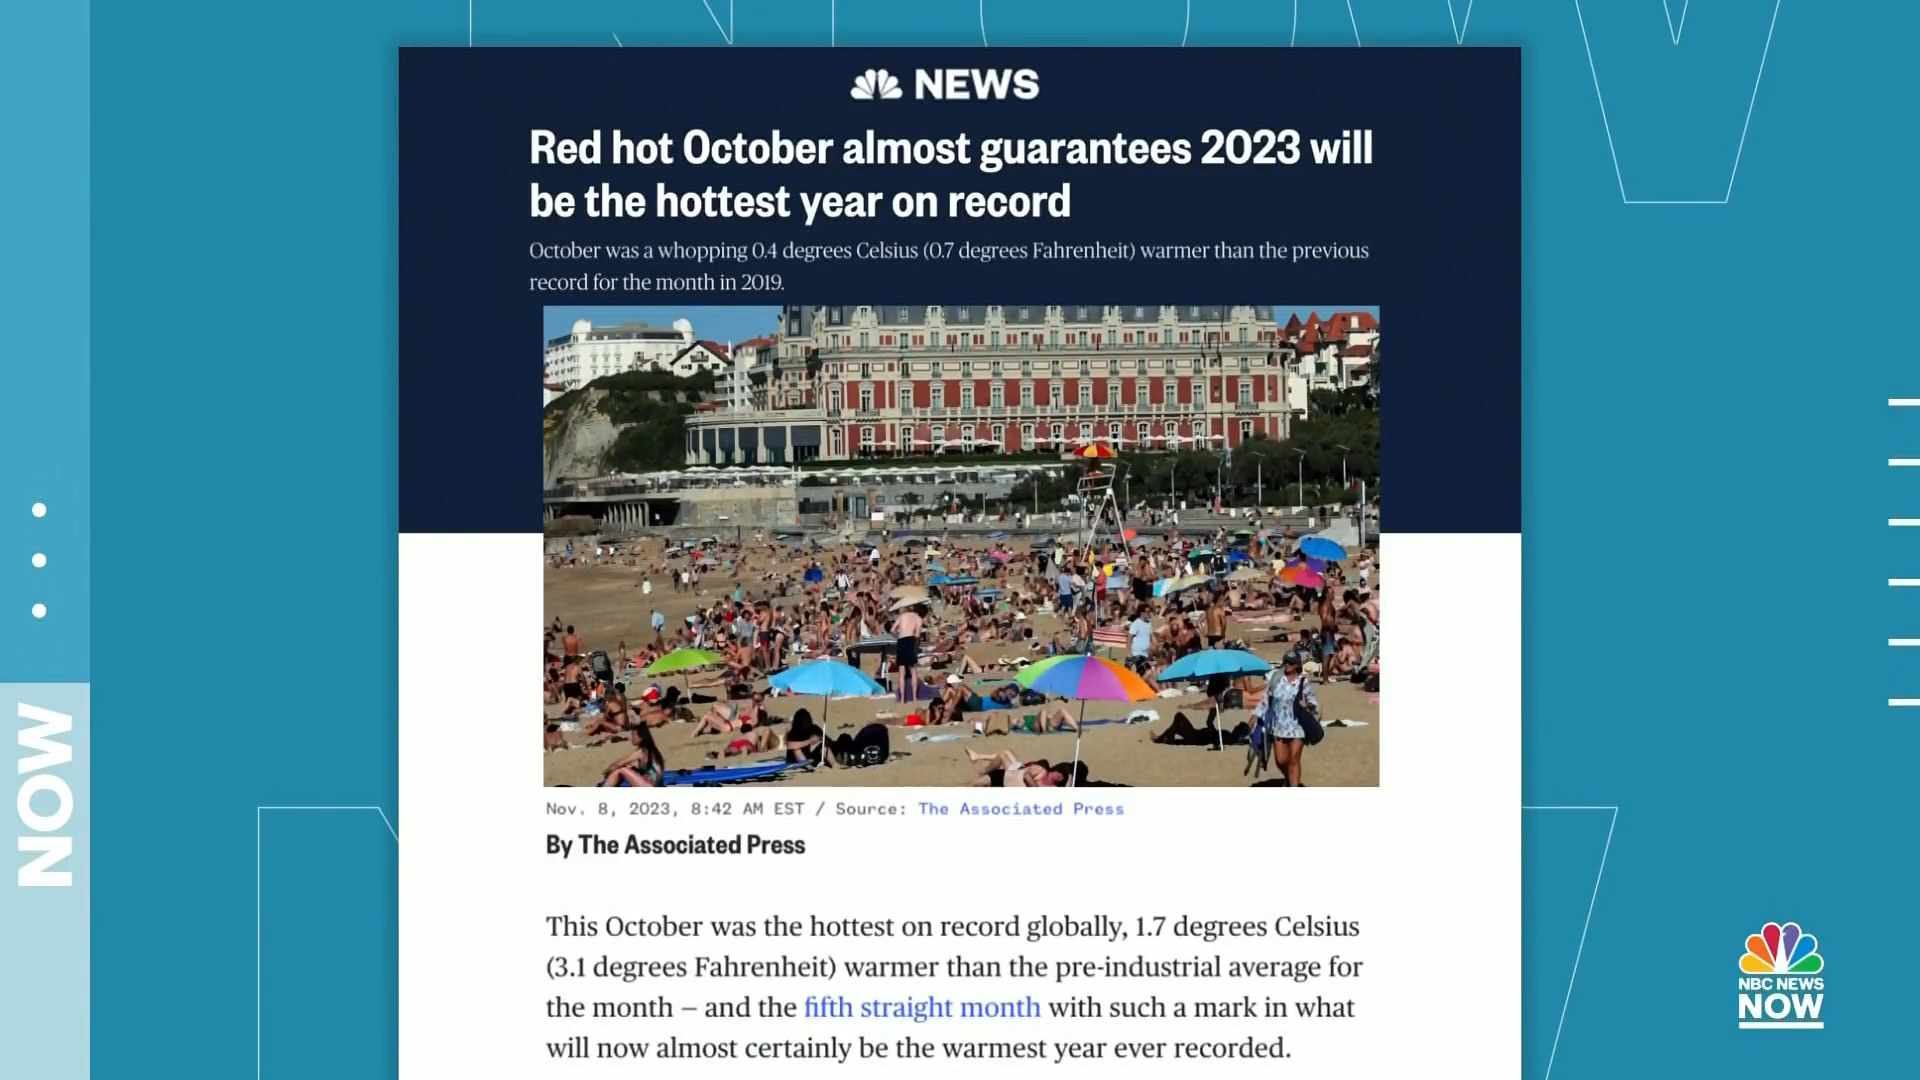 NEWS
Red hot October almost guarantees 2023 will
be the hottest year on record
October was a whopping 0.4 degrees Celsius (0.7 degrees Fahrenheit) warmer than the previous
record for the month in 2019.
Nov. 8, 2023, 8:42 AM EST / Source: The Associated Press
By The Associated Press
This October was the hottest on record globally, 1.7 degrees Celsius
(3.1 degrees Fahrenheit) warmer than the pre-industrial average for
the month – and the fifth straight month with such a mark in what
will now almost certainly be the warmest year ever recorded.
NOW
NBC NEWS
NOW